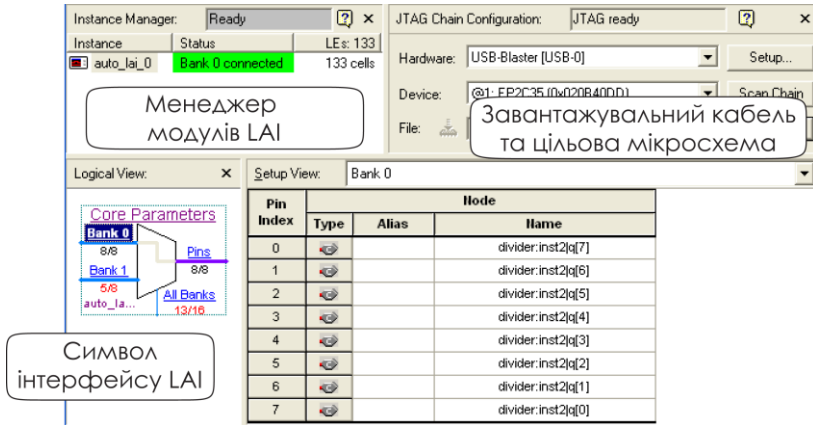 Instance Manager: Ready
JTAG Chain Configuration: JTAG ready
Instance Status LEs: 133
auto_lai_0 Bank 0 connected 133 cells
Hardware: USB-Blaster [USB-0] Setup...
Device: @1: EP2C35 (0x020B40DD) Scan Chain
File:
Менеджер
модулів LAI
Завантажувальний кабель
та цільова мікросхема
Logical View:
Setup View: Bank 0
Core Parameters
Bank 0
8/8
Pins
8/8
Bank 1
5/8
All Banks
13/16
auto_la...
Символ
інтерфейсу LAI
Pin Index Node
Type Alias Name
0 divider:inst2|q[7]
1 divider:inst2|q[6]
2 divider:inst2|q[5]
3 divider:inst2|q[4]
4 divider:inst2|q[3]
5 divider:inst2|q[2]
6 divider:inst2|q[1]
7 divider:inst2|q[0]